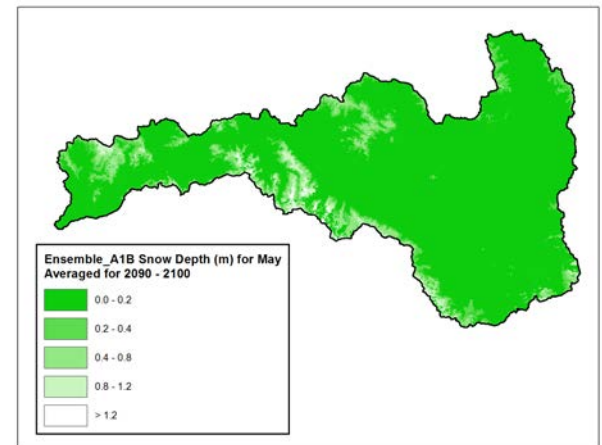 Ensemble_A1B Snow Depth (m) for May
Averaged for 2090 - 2100
0.0 - 0.2
0.2 - 0.4
0.4 - 0.8
0.8 - 1.2
> 1.2